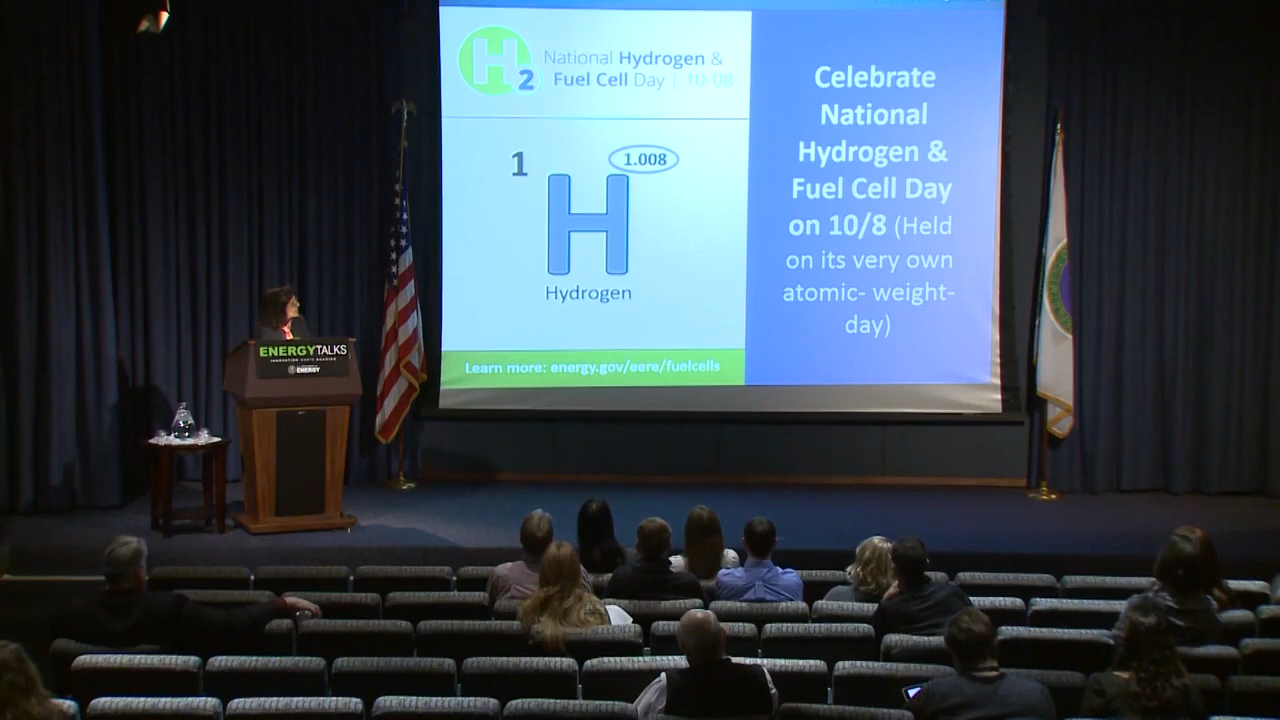 H2
National Hydrogen &
Fuel Cell Day | 10-08
1
1.008
H
Hydrogen
Learn more: energy.gov/eere/fuelcells
Celebrate
National
Hydrogen &
Fuel Cell Day
on 10/8 (Held
on its very own
atomic- weight-
day)
ENERGYTALKS
ENERGY